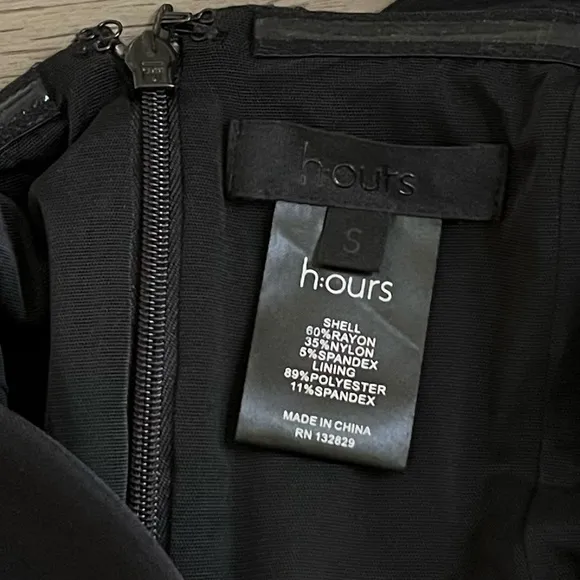 h:ours
S
h:ours
SHELL
60%RAYON
35%NYLON
5%SPANDEX
LINING
89%POLYESTER
11%SPANDEX
MADE IN CHINA
RN 132829